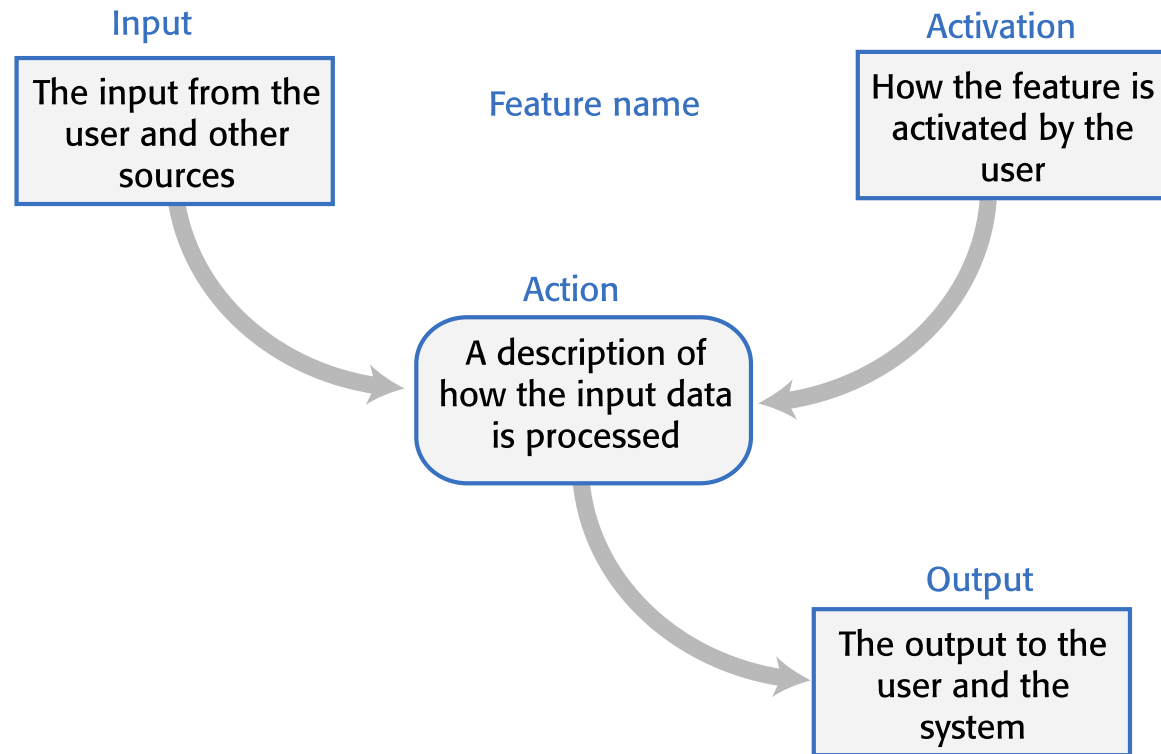 Input
The input from the
user and other
sources
Feature name
Activation
How the feature is
activated by the
user
Action
A description of
how the input data
is processed
Output
The output to the
user and the
system